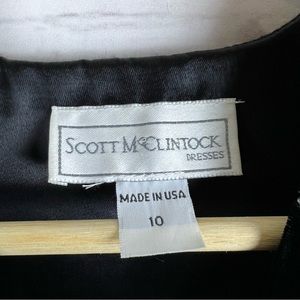 SCOTT McCLINTOCK
DRESSES
MADE IN USA
10